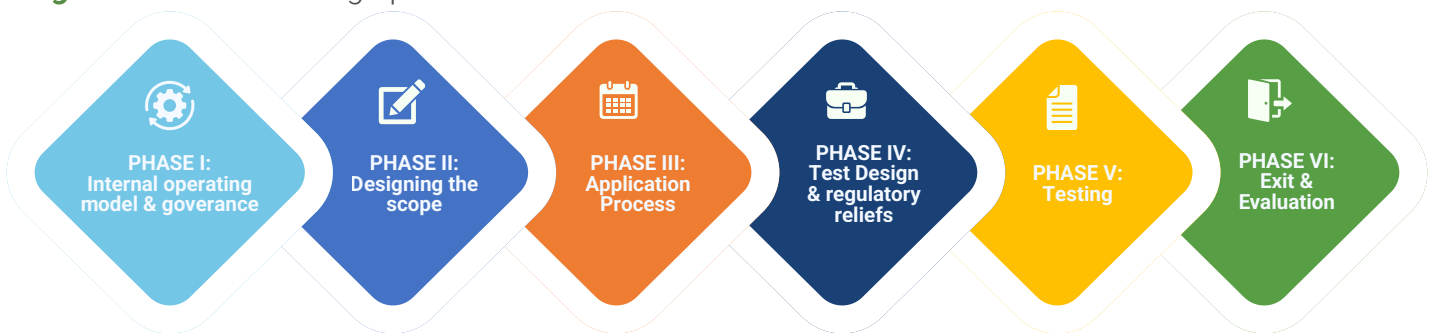 PHASE I:
Internal operating
model & goverance
PHASE II:
Designing the
scope
PHASE III:
Application
Process
PHASE IV:
Test Design
& regulatory
reliefs
PHASE V:
Testing
PHASE VI:
Exit &
Evaluation